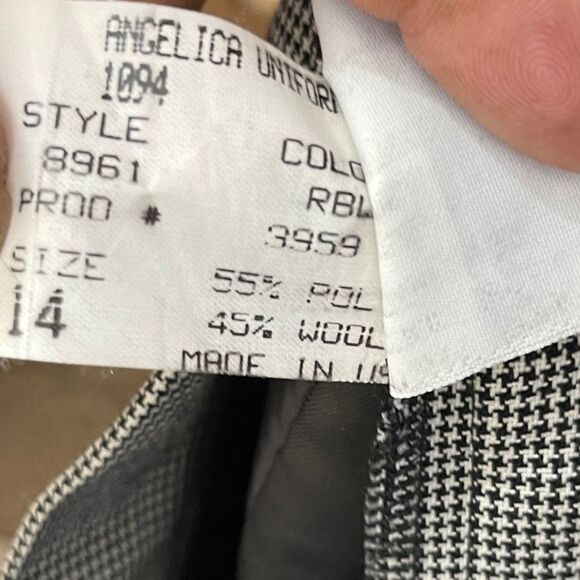 ANGELICA UNIFOR
1094
STYLE COLO
8961 RBL
PROD # 3959
SIZE 55% POL
14 45% WOOL
MADE IN US